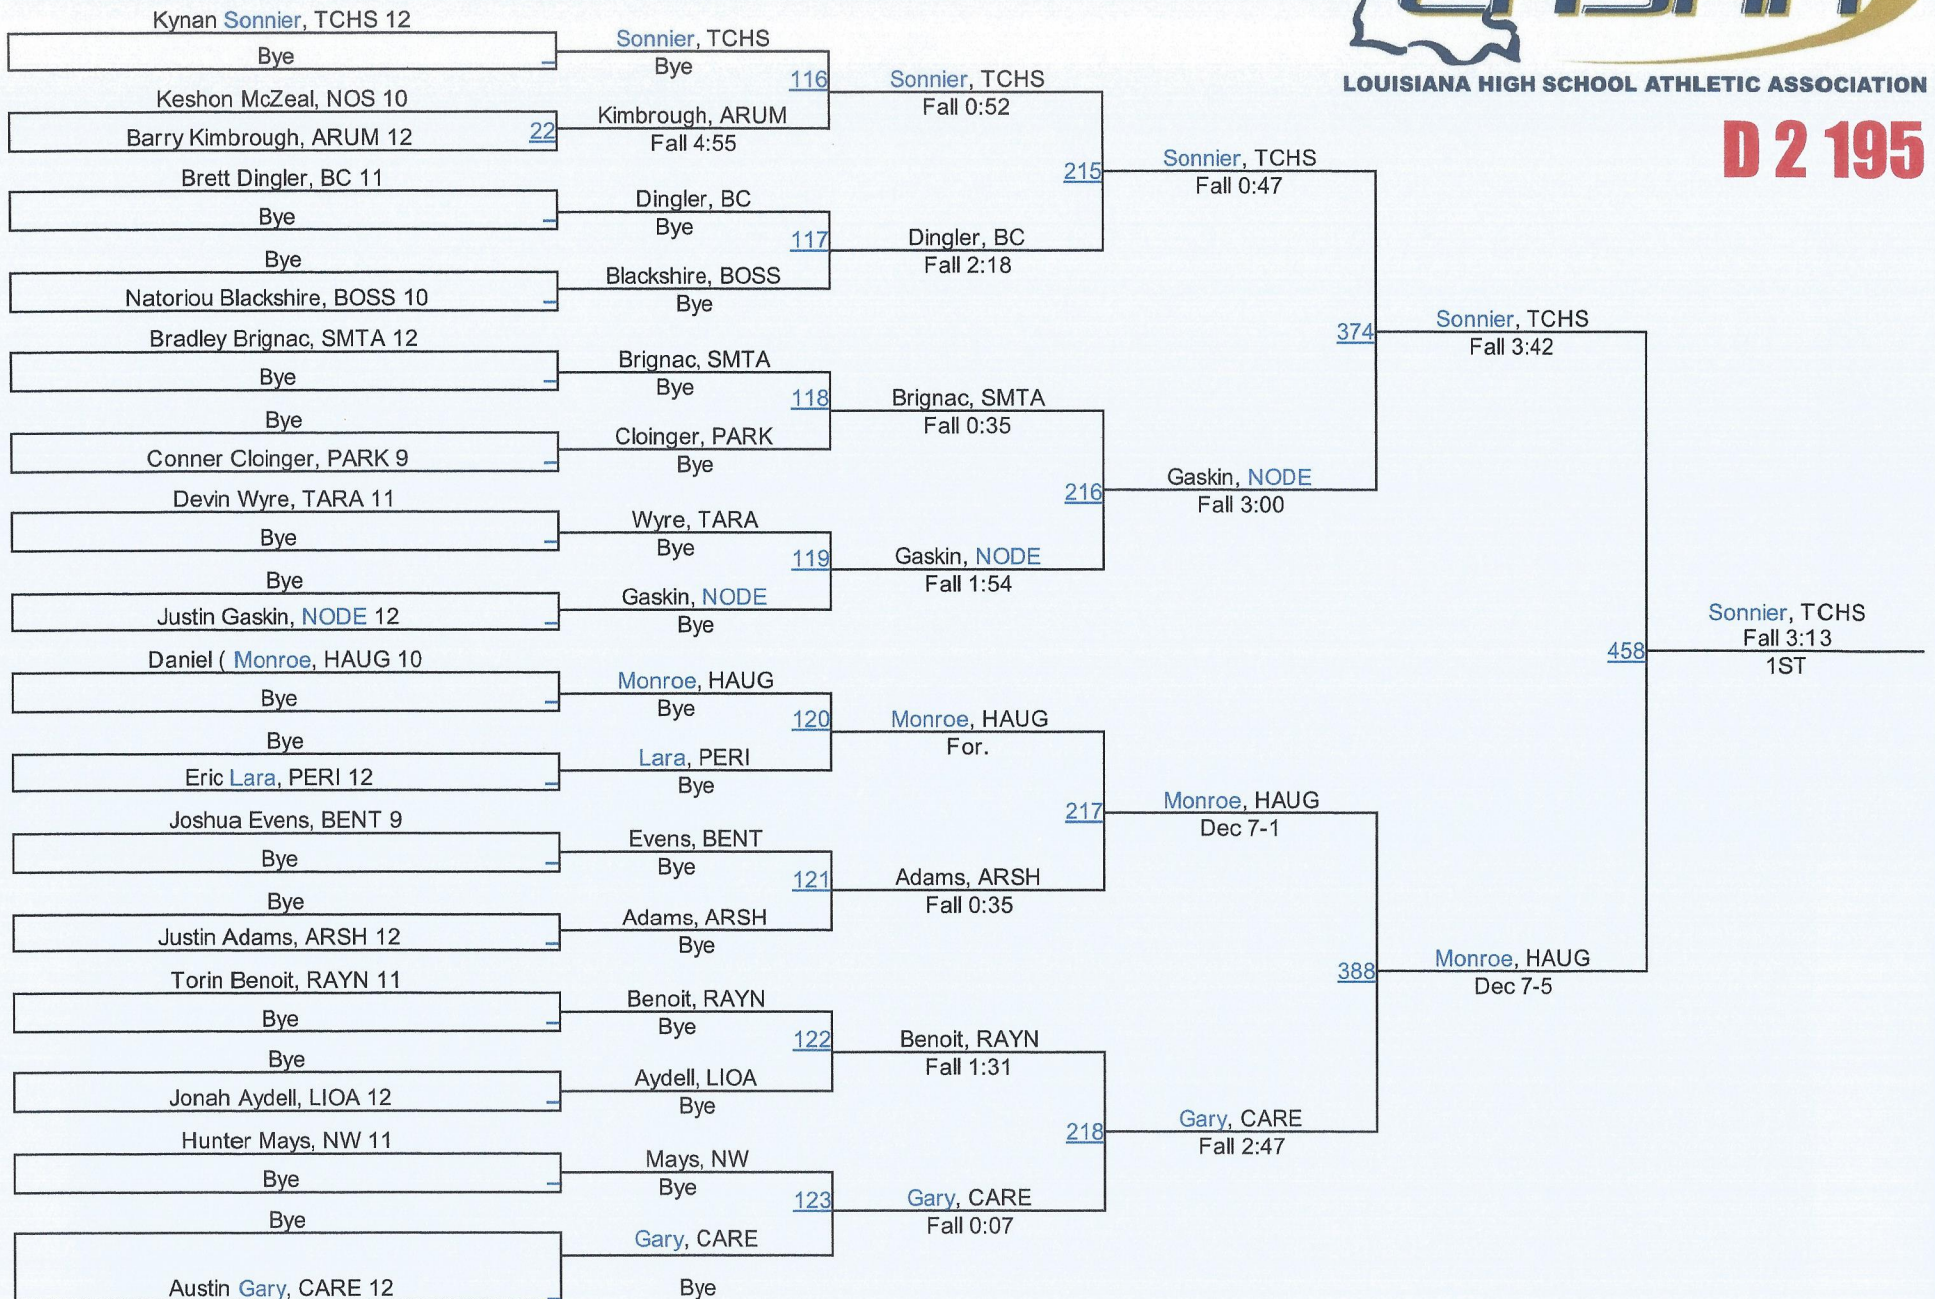 LOUISIANA HIGH SCHOOL ATHLETIC ASSOCIATION
D 2 195
Kynan Sonnier, TCHS 12
Bye
Keshon McZeal, NOS 10
Barry Kimbrough, ARUM 12
22
Brett Dingler, BC 11
Bye
Bye
Natoriou Blackshire, BOSS 10
Bradley Brignac, SMTA 12
Bye
Bye
Conner Cloinger, PARK 9
Devin Wyre, TARA 11
Bye
Bye
Justin Gaskin, NODE 12
Daniel ( Monroe, HAUG 10
Bye
Bye
Eric Lara, PERI 12
Joshua Evens, BENT 9
Bye
Bye
Justin Adams, ARSH 12
Torin Benoit, RAYN 11
Bye
Bye
Jonah Aydell, LIOA 12
Hunter Mays, NW 11
Bye
Bye
Austin Gary, CARE 12
Sonnier, TCHS
Bye
116
Kimbrough, ARUM
Fall 4:55
Dingler, BC
Bye
117
Blackshire, BOSS
Bye
Brignac, SMTA
Bye
118
Cloinger, PARK
Bye
Wyre, TARA
Bye
119
Gaskin, NODE
Bye
Monroe, HAUG
Bye
120
Lara, PERI
Bye
Evens, BENT
Bye
121
Adams, ARSH
Bye
Benoit, RAYN
Bye
122
Aydell, LIOA
Bye
Mays, NW
Bye
123
Gary, CARE
Bye
Sonnier, TCHS
Fall 0:52
215
Dingler, BC
Fall 2:18
Brignac, SMTA
Fall 0:35
216
Gaskin, NODE
Fall 1:54
Monroe, HAUG
For.
217
Adams, ARSH
Fall 0:35
Benoit, RAYN
Fall 1:31
218
Gary, CARE
Fall 0:07
Sonnier, TCHS
Fall 0:47
374
Gaskin, NODE
Fall 3:00
Monroe, HAUG
Dec 7-1
388
Gary, CARE
Fall 2:47
Sonnier, TCHS
Fall 3:42
458
Monroe, HAUG
Dec 7-5
Sonnier, TCHS
Fall 3:13
1ST